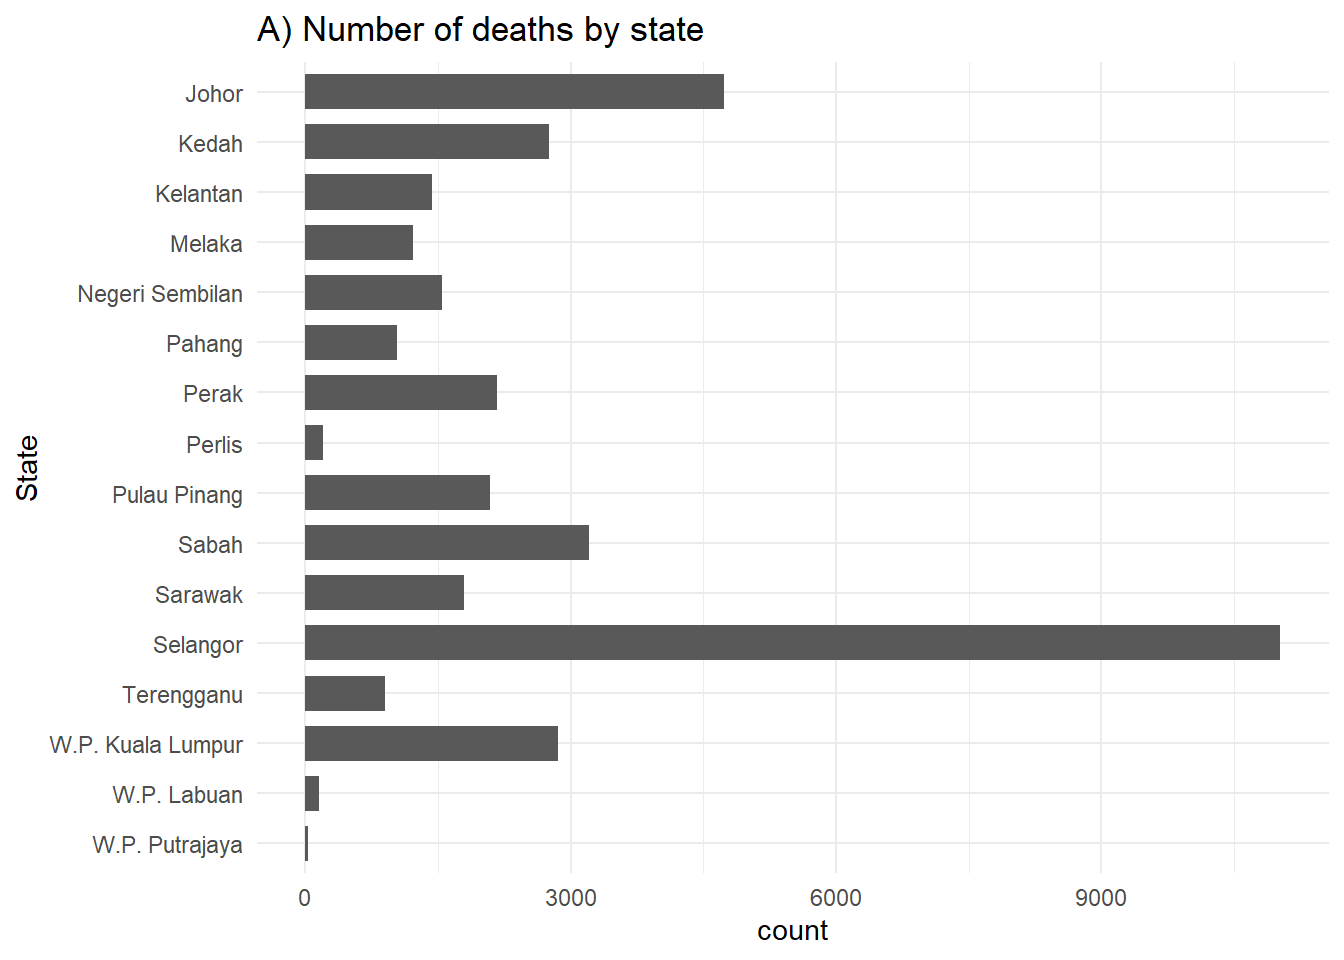 A) Number of deaths by state
Johor
Kedah
Kelantan
Melaka
Negeri Sembilan
Pahang
Perak
Perlis
Pulau Pinang
Sabah
Sarawak
Selangor
Terengganu
W.P. Kuala Lumpur
W.P. Labuan
W.P. Putrajaya
State
0 3000 6000 9000
count